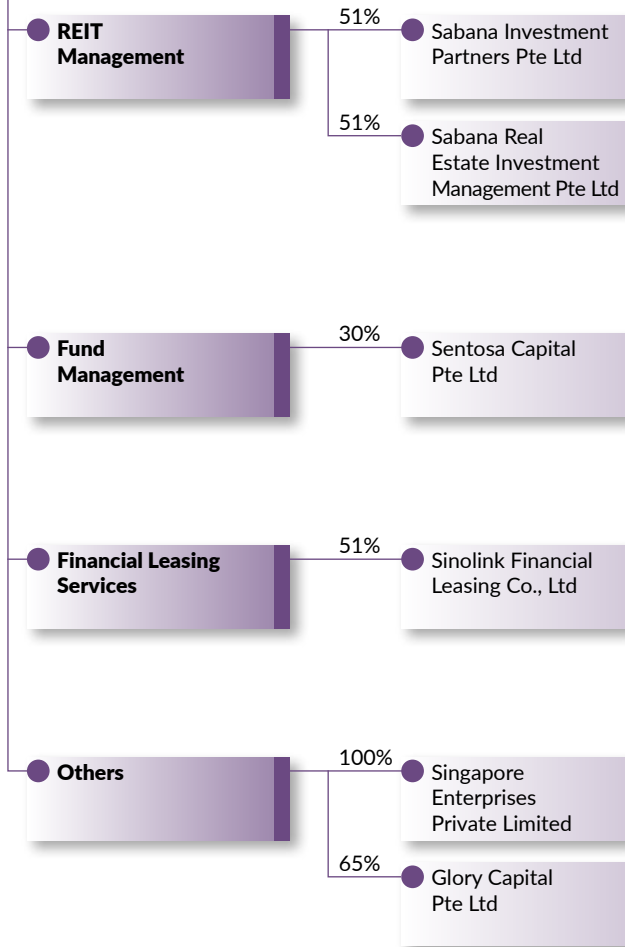 REIT
Management
51%
Sabana Investment
Partners Pte Ltd
51%
Sabana Real
Estate Investment
Management Pte Ltd
Fund
Management
30%
Sentosa Capital
Pte Ltd
Financial Leasing
Services
51%
Sinolink Financial
Leasing Co., Ltd
Others
100%
Singapore
Enterprises
Private Limited
65%
Glory Capital
Pte Ltd